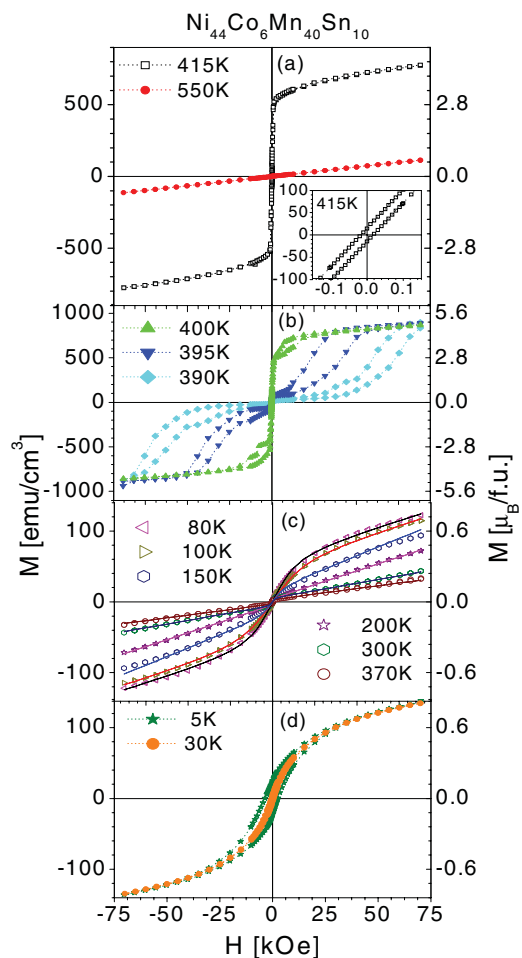 Ni₄₄Co₆Mn₄₀Sn₁₀
415K
550K
(a)
500
0
-500
3.8
0.0
-2.8
415K
100
50
0
-50
-100
-0.1
0.0
0.1
400K
395K
390K
(b)
1000
500
0
-500
-1000
5.6
2.8
0.0
-2.8
-5.6
M [emu/cm³]
M [μB/f.u.]
80K
100K
150K
(c)
200K
300K
370K
100
0
-100
0.6
0.0
-0.6
5K
30K
(d)
100
0
-100
0.8
0.0
-0.6
-75
-50
-25
0
25
50
75
H [kOe]